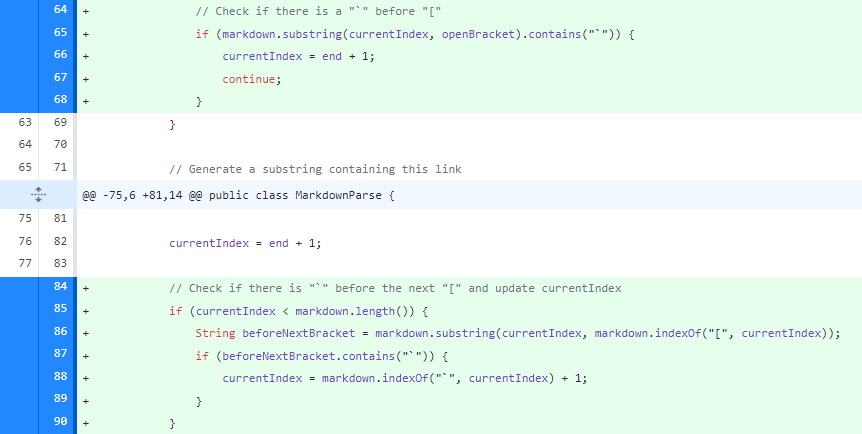 64 + // Check if there is a "`" before "["
65 + if (markdown.substring(currentIndex, openBracket).contains("`")) {
66 + currentIndex = end + 1;
67 + continue;
68 + }
63 69 }
64 70
65 71 // Generate a substring containing this link
@@ -75,6 +81,14 @@ public class MarkdownParse {
75 81
76 82 currentIndex = end + 1;
77 83
84 + // Check if there is "`" before the next "[" and update currentIndex
85 + if (currentIndex < markdown.length()) {
86 + String beforeNextBracket = markdown.substring(currentIndex, markdown.indexOf("[", currentIndex));
87 + if (beforeNextBracket.contains("`")) {
88 + currentIndex = markdown.indexOf("`", currentIndex) + 1;
89 + }
90 + }